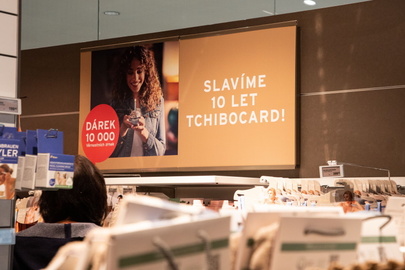 SLAVÍME
10 LET
TCHIBOCARD!
DÁREK
10 000